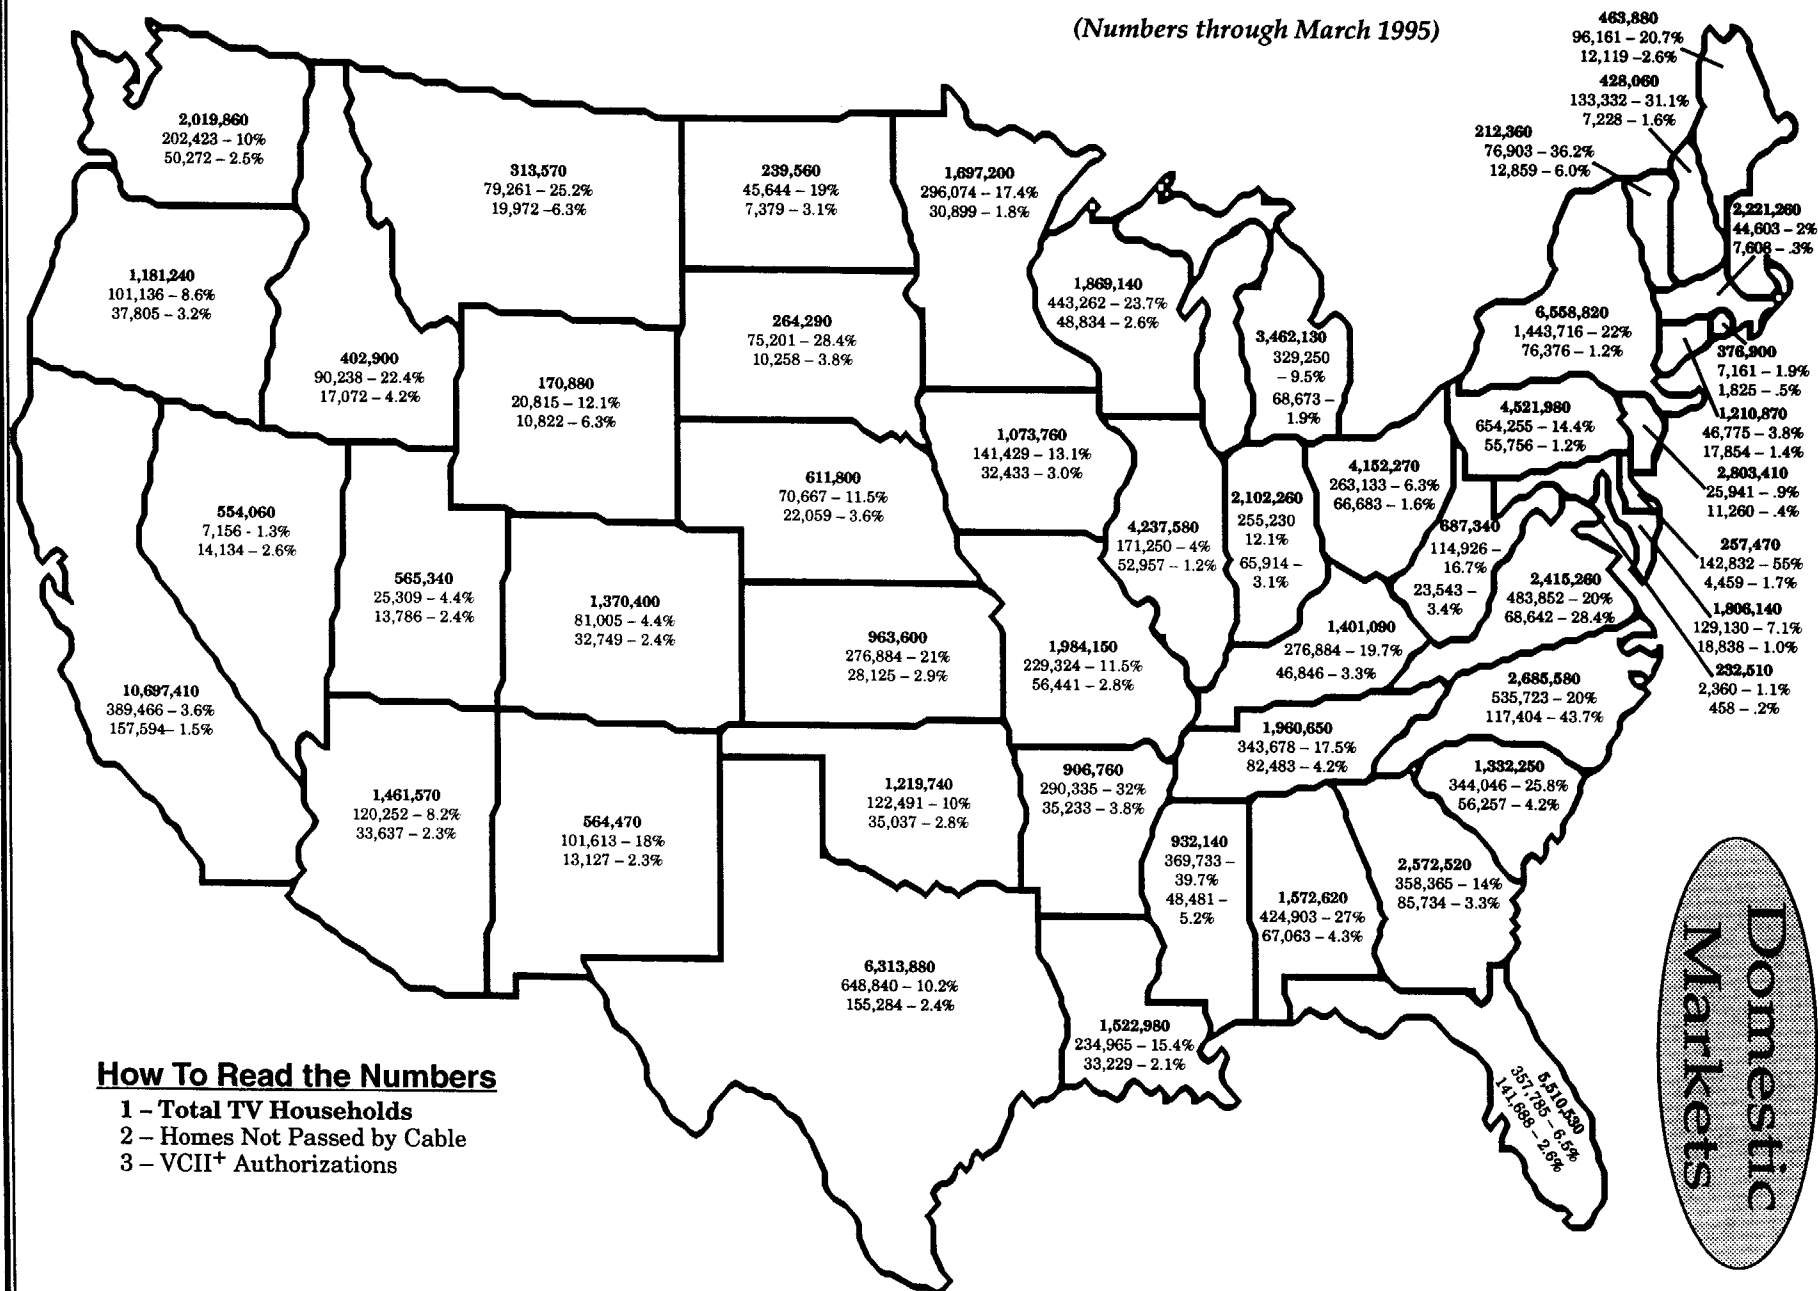 (Numbers through March 1995)
463,880
96,161 – 20.7%
12,119 –2.6%
428,060
133,332 – 31.1%
7,228 – 1.6%
212,360
76,903 – 36.2%
12,859 – 6.0%
2,019,860
202,423 – 10%
50,272 – 2.5%
313,570
79,261 – 25.2%
19,972 –6.3%
239,560
45,644 – 19%
7,379 – 3.1%
1,697,200
296,074 – 17.4%
30,899 – 1.8%
2,221,260
44,603 – 2%
7,608 – .3%
1,181,240
101,136 – 8.6%
37,805 – 3.2%
402,900
90,238 – 22.4%
17,072 – 4.2%
170,880
20,815 – 12.1%
10,822 – 6.3%
264,290
75,201 – 28.4%
10,258 – 3.8%
1,869,140
443,262 – 23.7%
48,834 – 2.6%
3,462,130
329,250
– 9.5%
68,673 –
1.9%
6,558,820
1,443,716 – 22%
76,376 – 1.2%
376,900
7,161 – 1.9%
1,825 – .5%
1,210,870
46,775 – 3.8%
17,854 – 1.4%
4,521,980
654,255 – 14.4%
55,756 – 1.2%
2,803,410
25,941 – .9%
11,260 – .4%
554,060
7,156 - 1.3%
14,134 – 2.6%
565,340
25,309 – 4.4%
13,786 – 2.4%
1,370,400
81,005 – 4.4%
32,749 – 2.4%
611,800
70,667 – 11.5%
22,059 – 3.6%
1,073,760
141,429 – 13.1%
32,433 – 3.0%
4,237,580
171,250 – 4%
52,957 – 1.2%
2,102,260
255,230
12.1%
65,914 –
3.1%
4,152,270
263,133 – 6.3%
66,683 – 1.6%
687,340
114,926 –
16.7%
23,543 –
3.4%
2,415,260
483,852 – 20%
68,642 – 28.4%
257,470
142,832 – 55%
4,459 – 1.7%
1,806,140
129,130 – 7.1%
18,838 – 1.0%
232,510
2,360 – 1.1%
458 – .2%
10,697,410
389,466 – 3.6%
157,594– 1.5%
963,600
276,884 – 21%
28,125 – 2.9%
1,984,150
229,324 – 11.5%
56,441 – 2.8%
1,401,090
276,884 – 19.7%
46,846 – 3.3%
2,685,580
535,723 – 20%
117,404 – 43.7%
1,960,650
343,678 – 17.5%
82,483 – 4.2%
1,461,570
120,252 – 8.2%
33,637 – 2.3%
564,470
101,613 – 18%
13,127 – 2.3%
1,219,740
122,491 – 10%
35,037 – 2.8%
906,760
290,335 – 32%
35,233 – 3.8%
1,332,250
344,046 – 25.8%
56,257 – 4.2%
932,140
369,733 –
39.7%
48,481 –
5.2%
1,572,620
424,903 – 27%
67,063 – 4.3%
2,572,520
358,365 – 14%
85,734 – 3.3%
6,313,880
648,840 – 10.2%
155,284 – 2.4%
1,522,980
234,965 – 15.4%
33,229 – 2.1%
5,510,530
357,785 – 6.5%
141,688 – 2.6%
Domestic
Markets
How To Read the Numbers
1 – Total TV Households
2 – Homes Not Passed by Cable
3 – VCII+ Authorizations